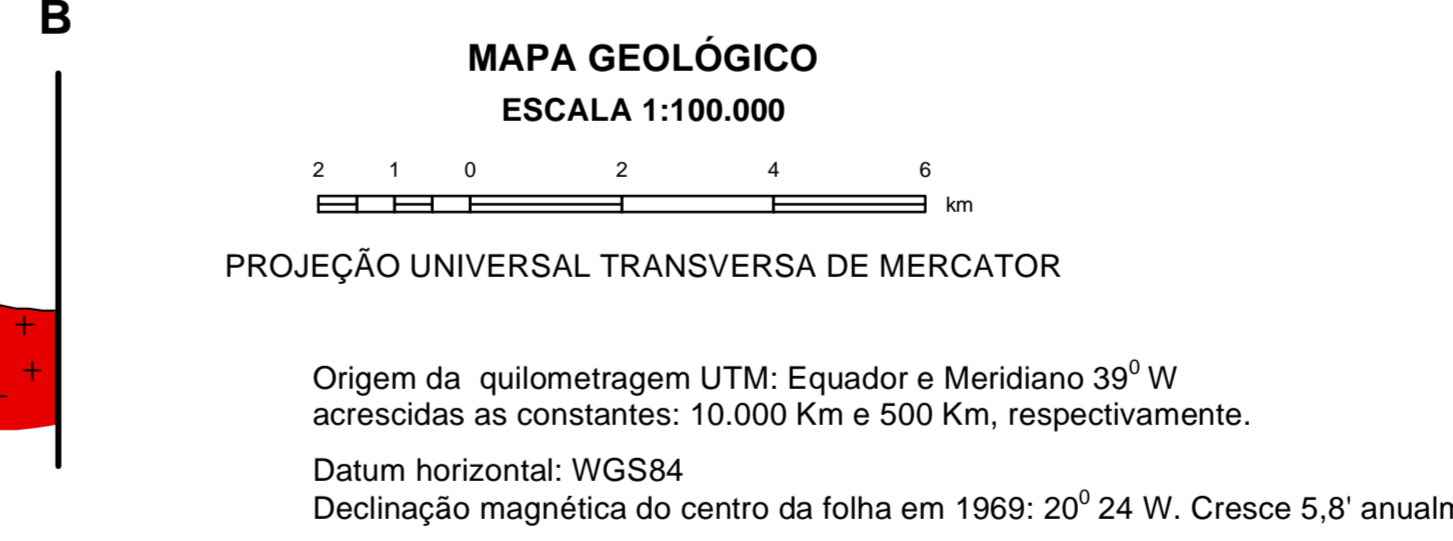 B
MAPA GEOLÓGICO
ESCALA 1:100.000
2 1 0 2 4 6
km
PROJEÇÃO UNIVERSAL TRANSVERSA DE MERCATOR
Origem da quilometragem UTM: Equador e Meridiano 39⁰ W
acrescidas as constantes: 10.000 Km e 500 Km, respectivamente.
Datum horizontal: WGS84
Declinação magnética do centro da folha em 1969: 20⁰ 24 W. Cresce 5,8'